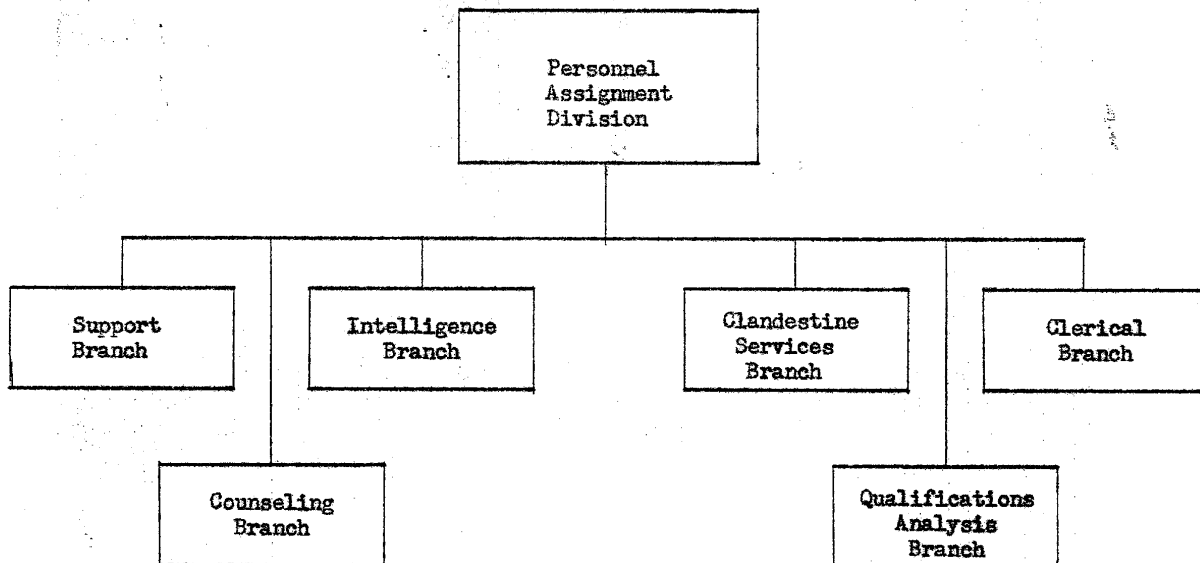 Personnel
Assignment
Division
Support
Branch
Intelligence
Branch
Clandestine
Services
Branch
Clerical
Branch
Counseling
Branch
Qualifications
Analysis
Branch